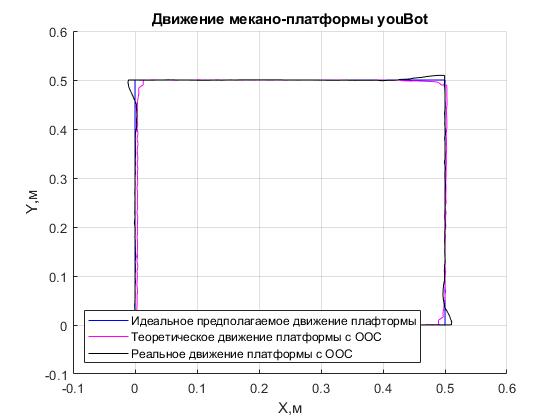 Движение мекано-платформы youBot
0.6
0.5
0.4
0.3
0.2
0.1
0
-0.1
Y,м
Идеальное предполагаемое движение плафтормы
Теоретическое движение платформы с ООС
Реальное движение платформы с ООС
-0.1 0 0.1 0.2 0.3 0.4 0.5 0.6
X,м